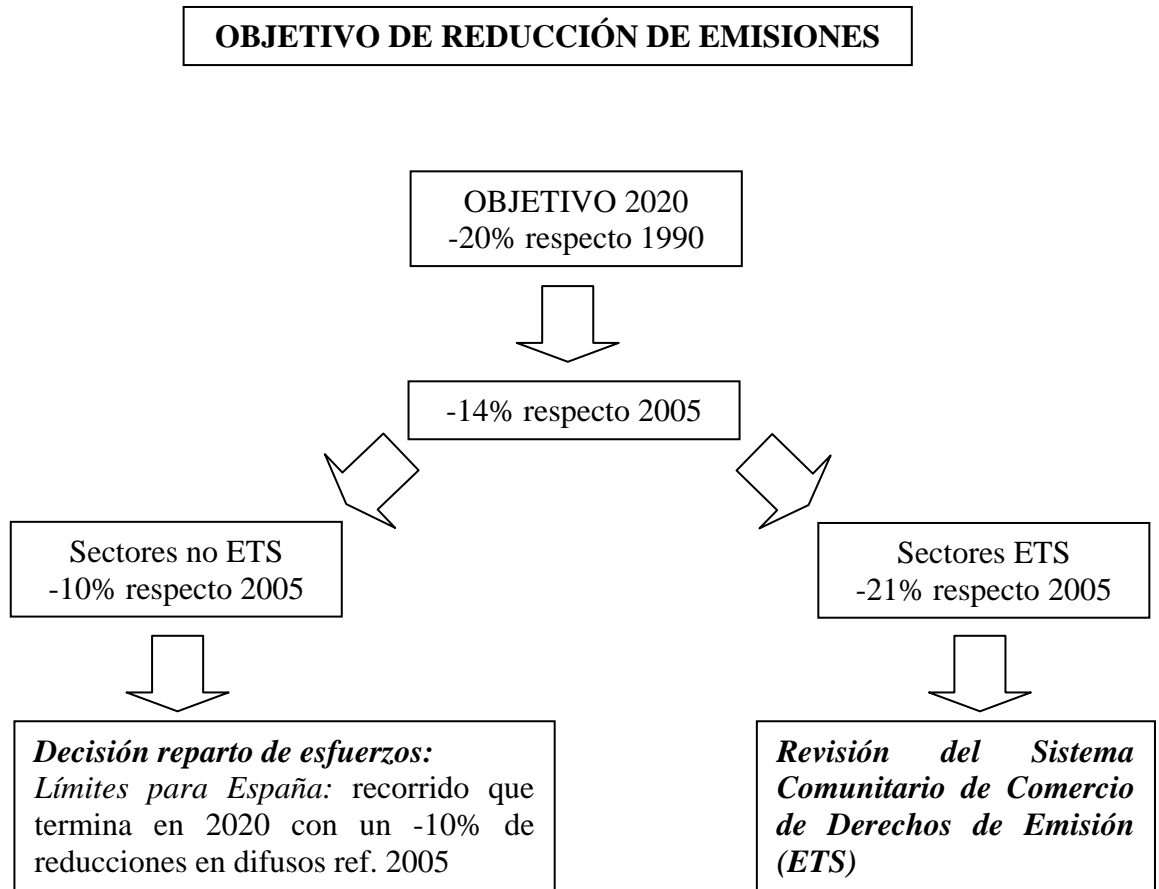 OBJETIVO DE REDUCCIÓN DE EMISIONES
OBJETIVO 2020
-20% respecto 1990
-14% respecto 2005
Sectores no ETS
-10% respecto 2005
Sectores ETS
-21% respecto 2005
Decisión reparto de esfuerzos:
Límites para España: recorrido que
termina en 2020 con un -10% de
reducciones en difusos ref. 2005
Revisión del Sistema
Comunitario de Comercio
de Derechos de Emisión
(ETS)